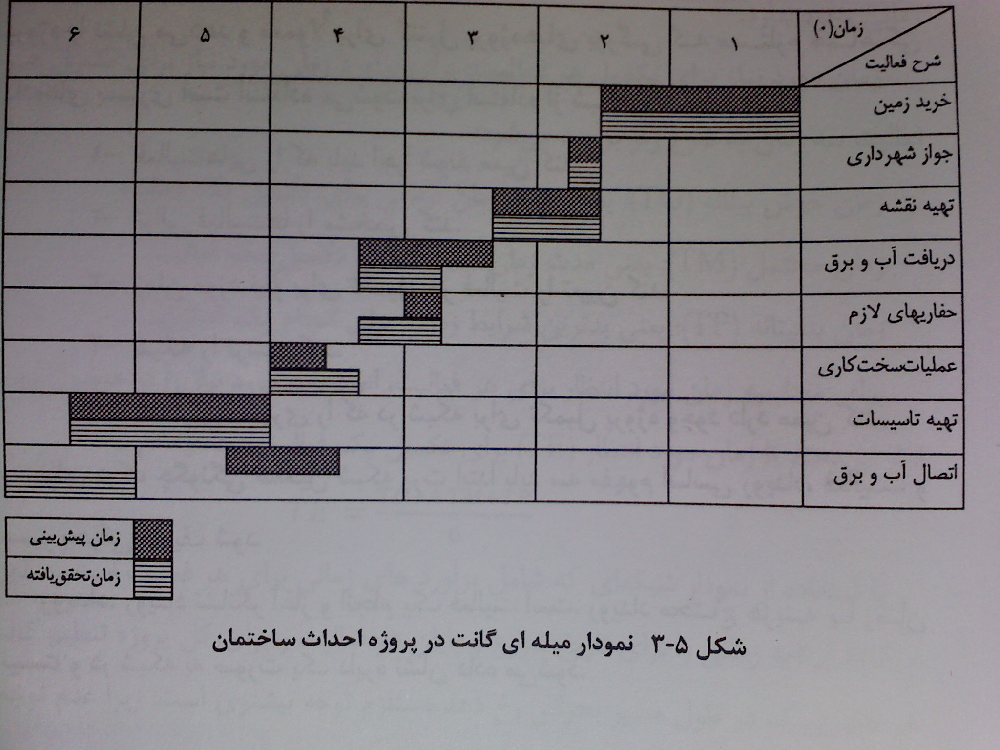 زمان(۰)
شرح فعالیت
۱ ۲ ۳ ۴ ۵ ۶
خرید زمین
جواز شهرداری
تهیه نقشه
دریافت آب و برق
حفاریهای لازم
عملیات‌سخت‌کاری
تهیه تاسیسات
اتصال آب و برق
زمان پیش‌بینی
زمان‌تحقق‌یافته
شکل ۵-۳ نمودار میله ای گانت در پروژه احداث ساختمان